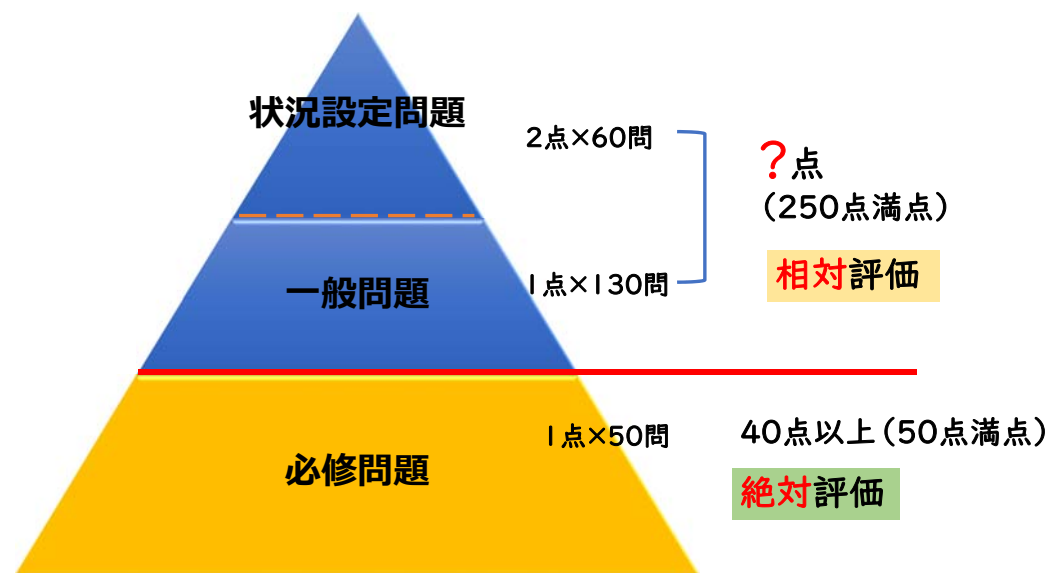 状況設定問題
2点×60問
?点
(250点満点)
相対評価
一般問題
1点×130問
必修問題
1点×50問
40点以上(50点満点)
絶対評価